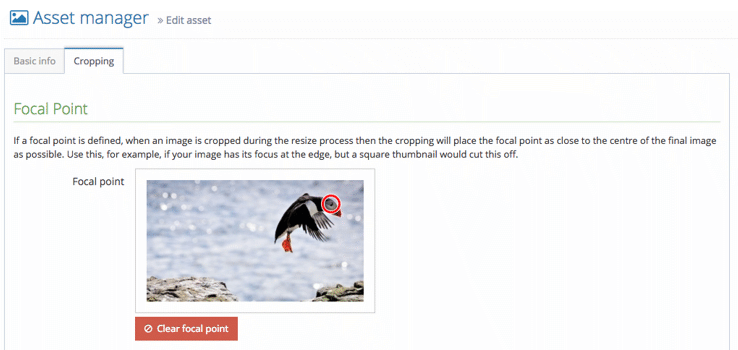 Asset manager » Edit asset
Basic info Cropping
Focal Point
If a focal point is defined, when an image is cropped during the resize process then the cropping will place the focal point as close to the centre of the final image
as possible. Use this, for example, if your image has its focus at the edge, but a square thumbnail would cut this off.
Focal point
Clear focal point